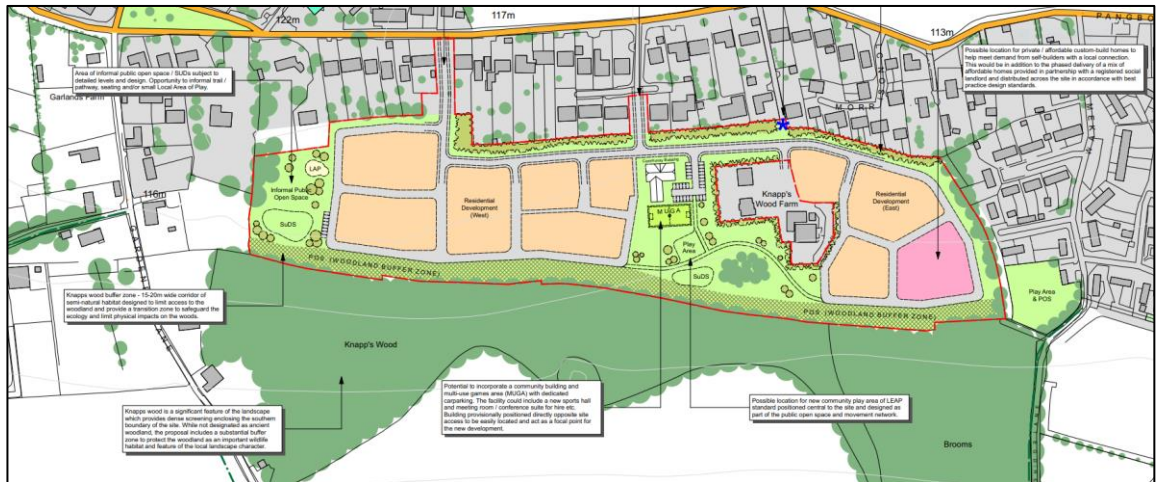 122m
117m
113m
PANGBO
Area of informal public open space / SUDs subject to
detailed levels and design. Opportunity to informal trail /
pathway, seating and/or small Local Area of Play.
Possible location for private / affordable custom-build homes to
help meet demand from self-builders with a local connection.
This would be in addition to the phased delivery of a mix of
affordable homes provided in partnership with a registered social
landlord and distributed across the site in accordance with best
practice design standards.
Garlands Farm
MORR
116m
LAP
Informal Public
Open Space
SuDS
Residential
Development
(West)
Community Building
MUGA
Play
Area
SuDS
Knapp's
Wood Farm
Residential
Development
(East)
POS (WOODLAND BUFFER ZONE)
POS (WOODLAND BUFFER ZONE)
Play Area
& POS
Knapps wood buffer zone - 15-20m wide corridor of
semi-natural habitat designed to limit access to the
woodland and provide a transition zone to safeguard the
ecology and limit physical impacts on the woods.
Knapp's Wood
Knapps wood is a significant feature of the landscape
which provides dense screening enclosing the southern
boundary of the site. While not designated as ancient
woodland, the proposal includes a substantial buffer
zone to protect the woodland as an important wildlife
habitat and feature of the local landscape character.
Potential to incorporate a community building and
multi-use games area (MUGA) with dedicated
carparking. The facility could include a new sports hall
and meeting room / conference suite for hire etc.
Building provisionally positioned directly opposite site
access to be easily located and act as a focal point for
the new development.
Possible location for new community play area of LEAP
standard positioned central to the site and designed as
part of the public open space and movement network.
Brooms